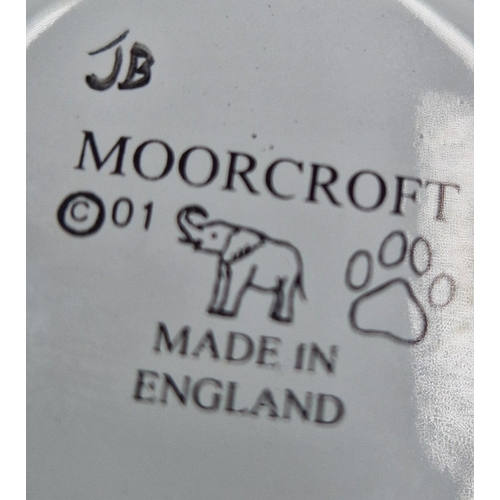 JB
MOORCROFT
©01
MADE IN
ENGLAND